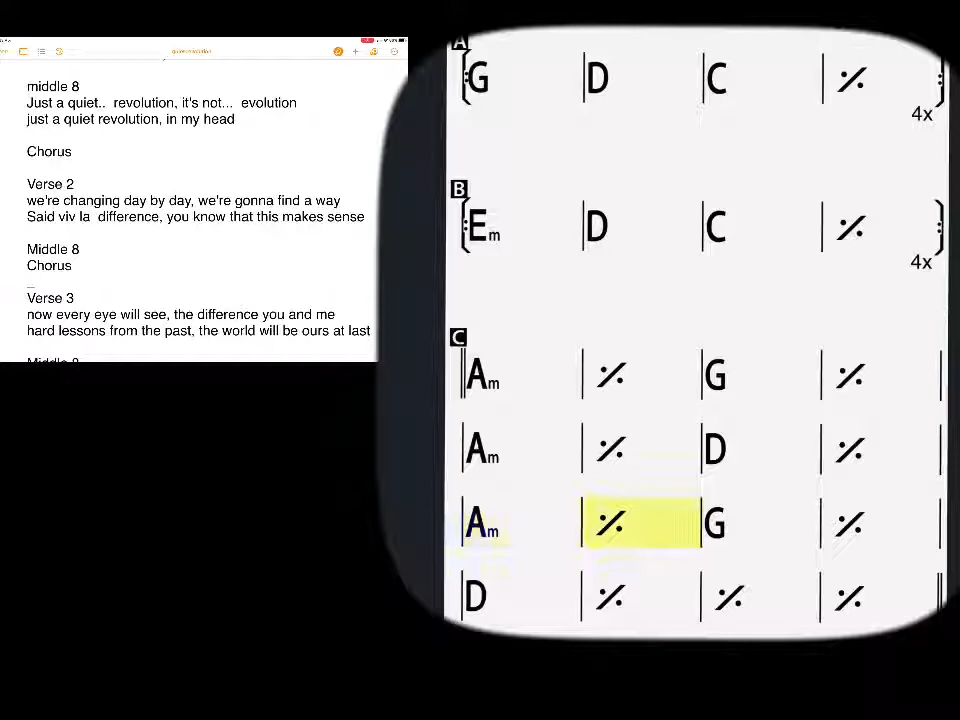 quietrevolution
middle 8
Just a quiet..  revolution, it's not...  evolution
just a quiet revolution, in my head
Chorus
Verse 2
we're changing day by day, we're gonna find a way
Said viv la  difference, you know that this makes sense
Middle 8
Chorus
Verse 3
now every eye will see, the difference you and me
hard lessons from the past, the world will be ours at last
Middle 8
A
G D C
4x
B
Em D C
4x
C
Am G
Am D
Am G
D